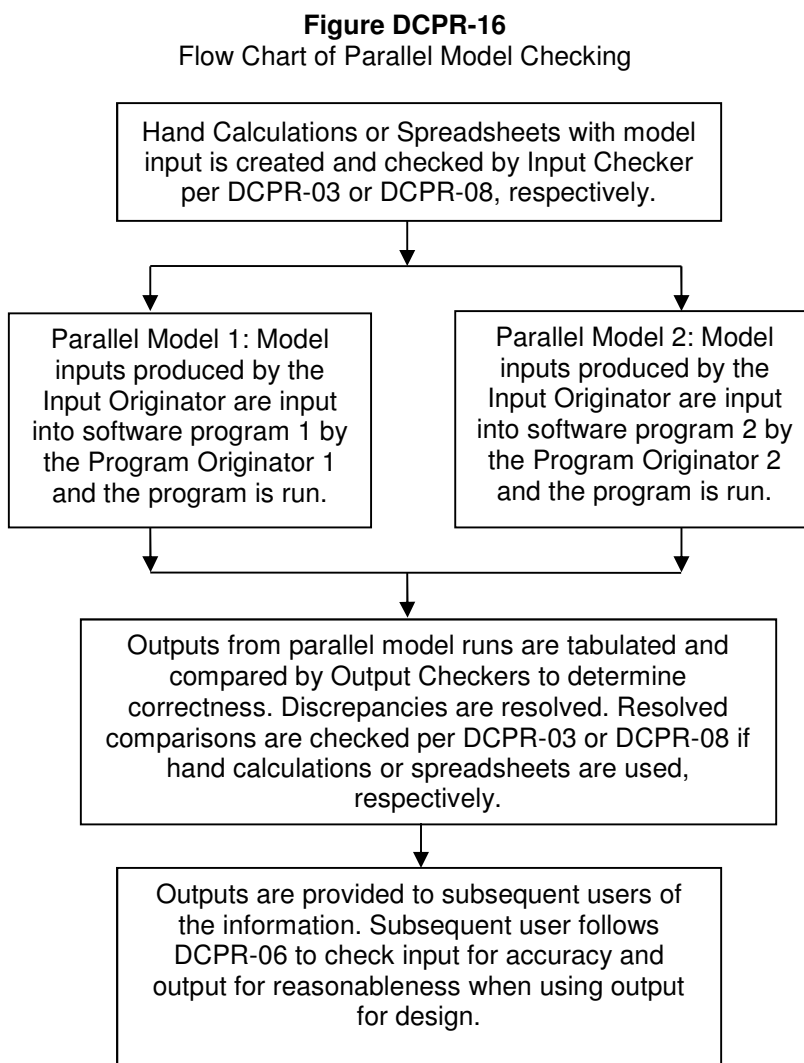 Figure DCPR-16
Flow Chart of Parallel Model Checking
Hand Calculations or Spreadsheets with model
input is created and checked by Input Checker
per DCPR-03 or DCPR-08, respectively.
Parallel Model 1: Model
inputs produced by the
Input Originator are input
into software program 1 by
the Program Originator 1
and the program is run.
Parallel Model 2: Model
inputs produced by the
Input Originator are input
into software program 2 by
the Program Originator 2
and the program is run.
Outputs from parallel model runs are tabulated and
compared by Output Checkers to determine
correctness. Discrepancies are resolved. Resolved
comparisons are checked per DCPR-03 or DCPR-08 if
hand calculations or spreadsheets are used,
respectively.
Outputs are provided to subsequent users of
the information. Subsequent user follows
DCPR-06 to check input for accuracy and
output for reasonableness when using output
for design.